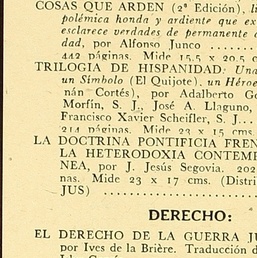 COSAS QUE ARDEN (2ª Edición), li
polémica honda y ardiente que ex
esclarece verdades de permanente a
dad, por Alfonso Junco
442 páginas. Mide 15.5 x 20.5 c
TRILOGIA DE HISPANIDAD: Una
un Símbolo (El Quijote), un Héroe
nán Cortés), por Adalberto Go
Morfín, S. J., José A. Llaguno,
Francisco Xavier Scheifler, S. J...
214 páginas. Mide 23 x 15 cms.
LA DOCTRINA PONTIFICIA FREN
LA HETERODOXIA CONTEMP
NEA, por J. Jesús Segovia. 202
nas. Mide 23 x 17 cms. (Distri
JUS) ....................
DERECHO:
EL DERECHO DE LA GUERRA JU
por Ives de la Brière. Traducción d